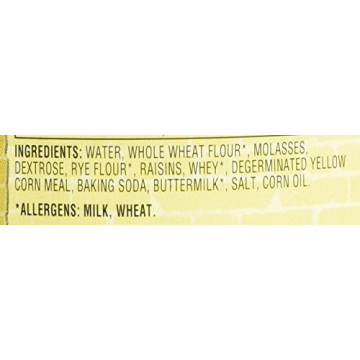 INGREDIENTS: WATER, WHOLE WHEAT FLOUR*, MOLASSES,
DEXTROSE, RYE FLOUR*, RAISINS, WHEY*, DEGERMINATED YELLOW
CORN MEAL, BAKING SODA, BUTTERMILK*, SALT, CORN OIL.
*ALLERGENS: MILK, WHEAT.